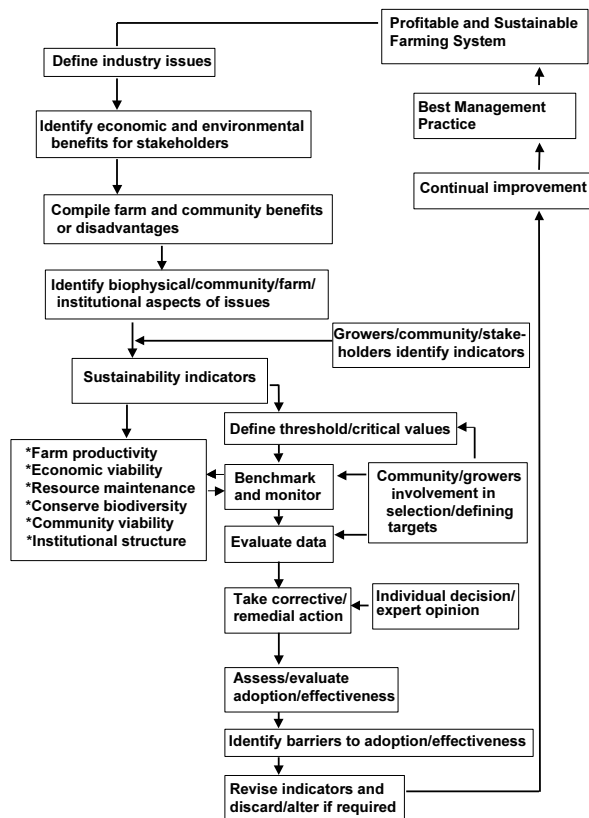 Profitable and Sustainable
Farming System
Define industry issues
Best Management
Practice
Identify economic and environmental
benefits for stakeholders
Continual improvement
Compile farm and community benefits
or disadvantages
Identify biophysical/community/farm/
institutional aspects of issues
Growers/community/stake-
holders identify indicators
Sustainability indicators
Define threshold/critical values
*Farm productivity
*Economic viability
*Resource maintenance
*Conserve biodiversity
*Community viability
*Institutional structure
Benchmark
and monitor
Community/growers
involvement in
selection/defining
targets
Evaluate data
Take corrective/
remedial action
Individual decision/
expert opinion
Assess/evaluate
adoption/effectiveness
Identify barriers to adoption/effectiveness
Revise indicators and
discard/alter if required